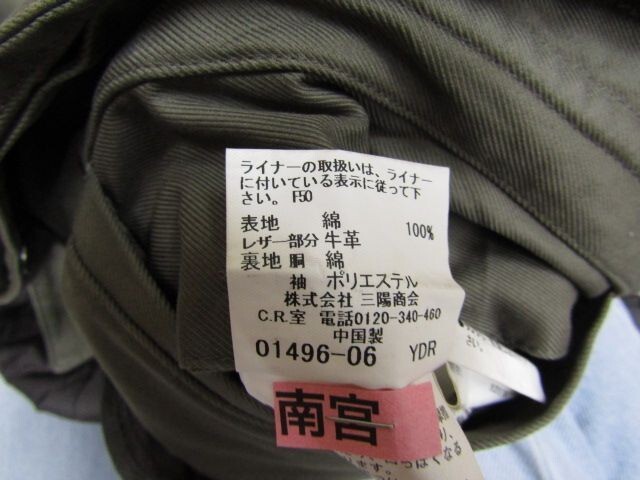 ライナーの取扱いは、ライナー
に付いている表示に従って下
さい。 F50
表地 綿 100%
レザー部分 牛革
裏地 胴 綿
袖 ポリエステル
株式会社 三陽商会
C.R.室 電話0120-340-460
中国製
01496-06 YDR
南宮
さい。